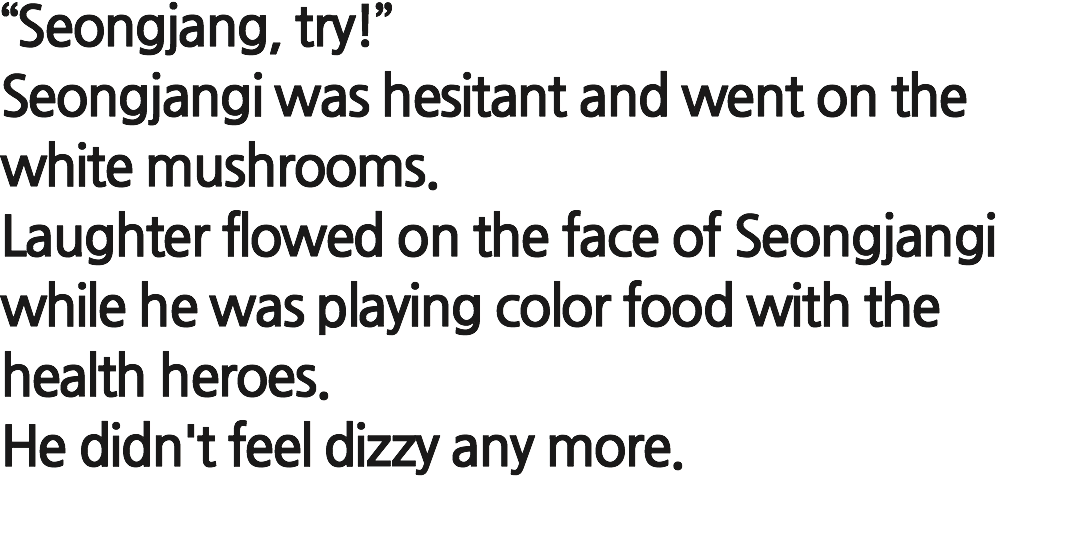 “Seongjang, try!”
Seongjangi was hesitant and went on the
white mushrooms.
Laughter flowed on the face of Seongjangi
while he was playing color food with the
health heroes.
He didn't feel dizzy any more.